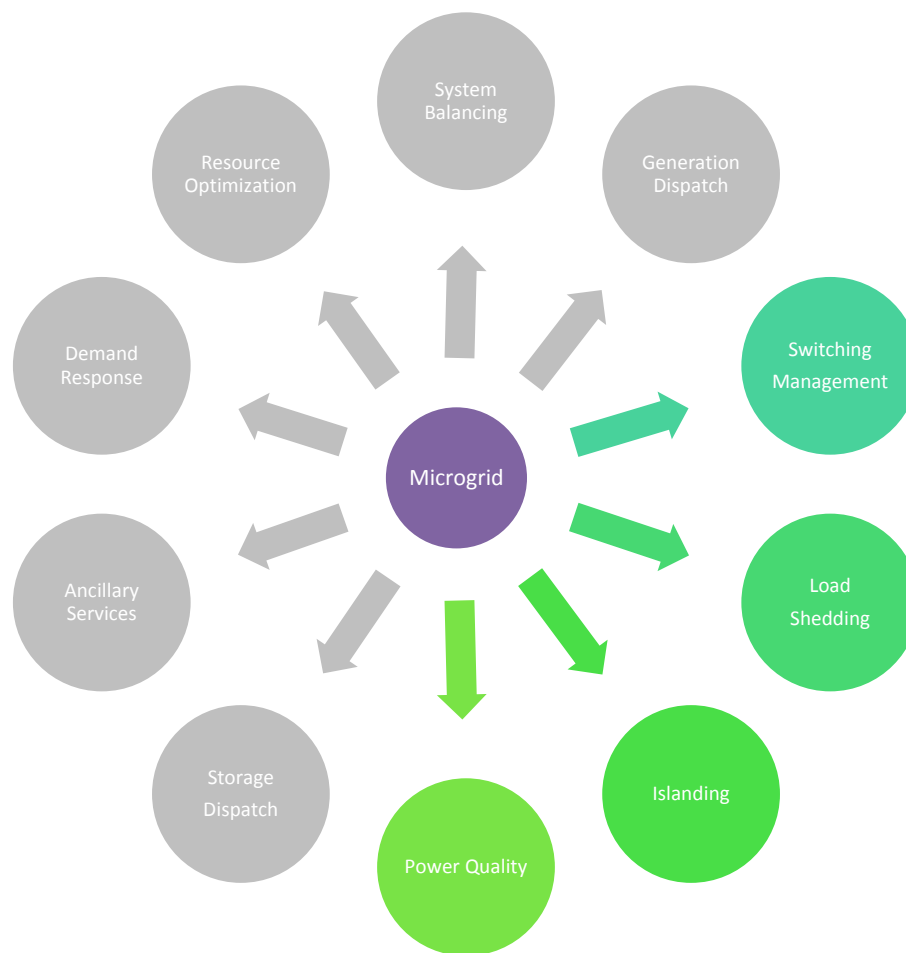 System
Balancing
Generation
Dispatch
Switching
Management
Load
Shedding
Islanding
Power Quality
Storage
Dispatch
Ancillary
Services
Demand
Response
Resource
Optimization
Microgrid